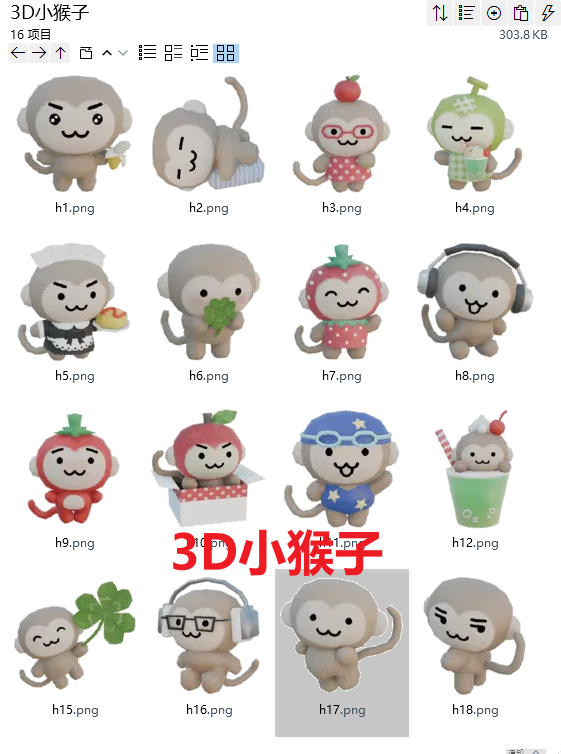 3D小猴子
16 项目
303.8 KB
h1.png
h2.png
h3.png
h4.png
h5.png
h6.png
h7.png
h8.png
h9.png
h10.png
h11.png
h12.png
3D小猴子
h15.png
h16.png
h17.png
h18.png